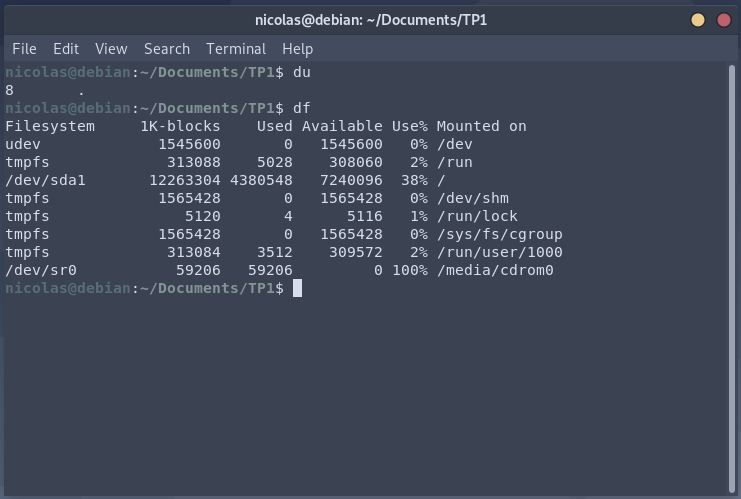 nicolas@debian: ~/Documents/TP1
File Edit View Search Terminal Help
nicolas@debian:~/Documents/TP1$ du
8       .
nicolas@debian:~/Documents/TP1$ df
Filesystem     1K-blocks    Used Available Use% Mounted on
udev             1545600       0   1545600   0% /dev
tmpfs             313088    5028    308060   2% /run
/dev/sda1       12263304 4380548   7240096  38% /
tmpfs            1565428       0   1565428   0% /dev/shm
tmpfs               5120       4      5116   1% /run/lock
tmpfs            1565428       0   1565428   0% /sys/fs/cgroup
tmpfs             313084    3512    309572   2% /run/user/1000
/dev/sr0           59206   59206         0 100% /media/cdrom0
nicolas@debian:~/Documents/TP1$